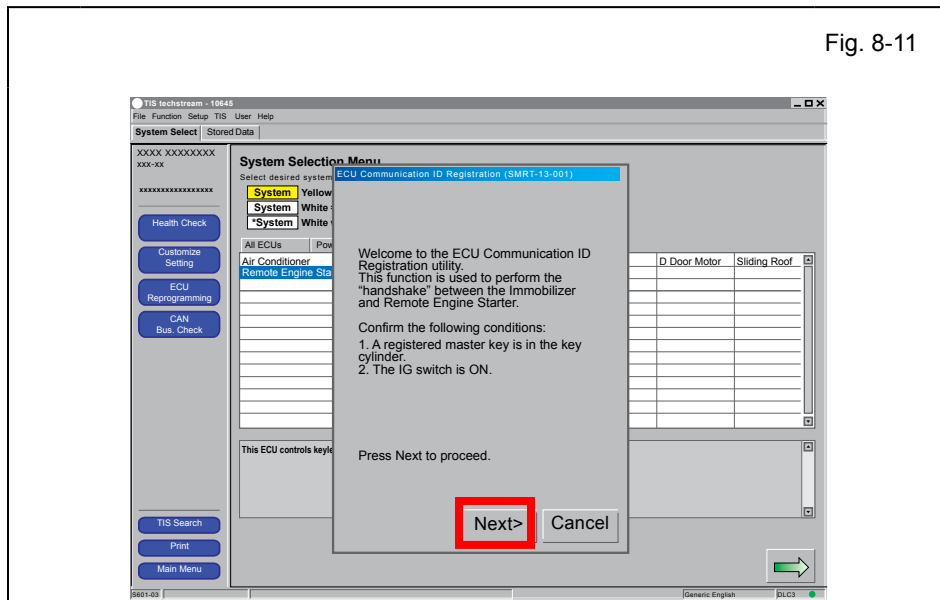 Fig. 8-11
TIS techstream - 10645
File Function Setup TIS User Help
System Select Stored Data
XXXX XXXXXXXX
xxx-xx
xxxxxxxxxxxxxxxxx
Health Check
Customize
Setting
ECU
Reprogramming
CAN
Bus. Check
TIS Search
Print
Main Menu
System Selection Menu
Select desired system
System Yellow
System White
*System White
All ECUs
Air Conditioner D Door Motor Sliding Roof
Remote Engine
This ECU controls
ECU Communication ID Registration (SMRT-13-001)
Welcome to the ECU Communication ID
Registration utility.
This function is used to perform the
“handshake” between the Immobilizer
and Remote Engine Starter.
Confirm the following conditions:
1. A registered master key is in the key
cylinder.
2. The IG switch is ON.
Press Next to proceed.
Next> Cancel
S601-03 Generic English DLC3